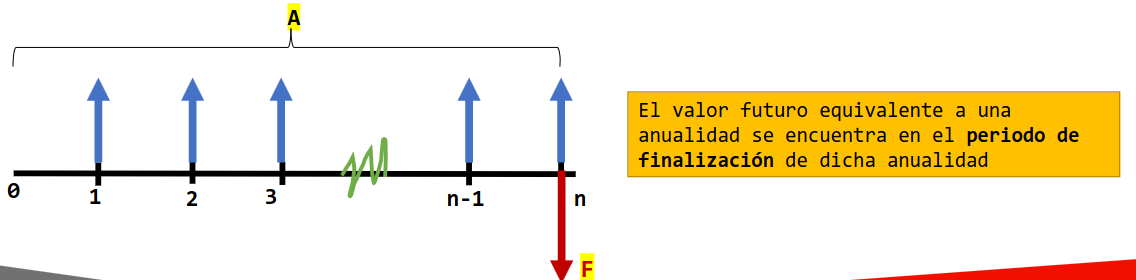 A
0
1
2
3
n-1
n
F
El valor futuro equivalente a una
anualidad se encuentra en el periodo de
finalización de dicha anualidad